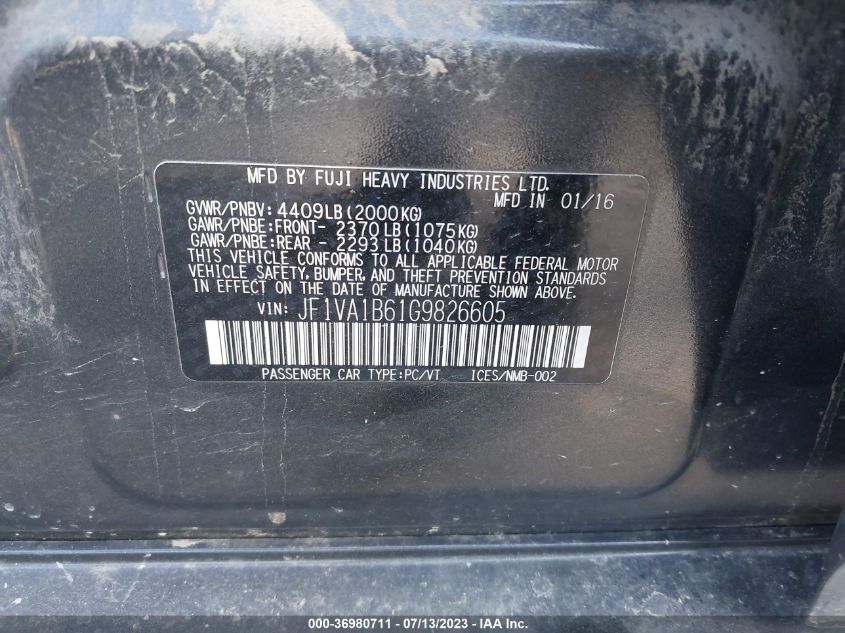 MFD BY FUJI HEAVY INDUSTRIES LTD.
MFD IN 01/16
GVWR/PNBV: 4409LB(2000KG)
GAWR/PNBE:FRONT- 2370LB(1075KG)
GAWR/PNBE:REAR - 2293LB(1040KG)
THIS VEHICLE CONFORMS TO ALL APPLICABLE FEDERAL MOTOR
VEHICLE SAFETY, BUMPER, AND THEFT PREVENTION STANDARDS
IN EFFECT ON THE DATE OF MANUFACTURE SHOWN ABOVE.
VIN: JF1VA1B61G9826605
PASSENGER CAR TYPE:PC/VT ICES/NMB-002
000-36980711 - 07/13/2023 - IAA Inc.